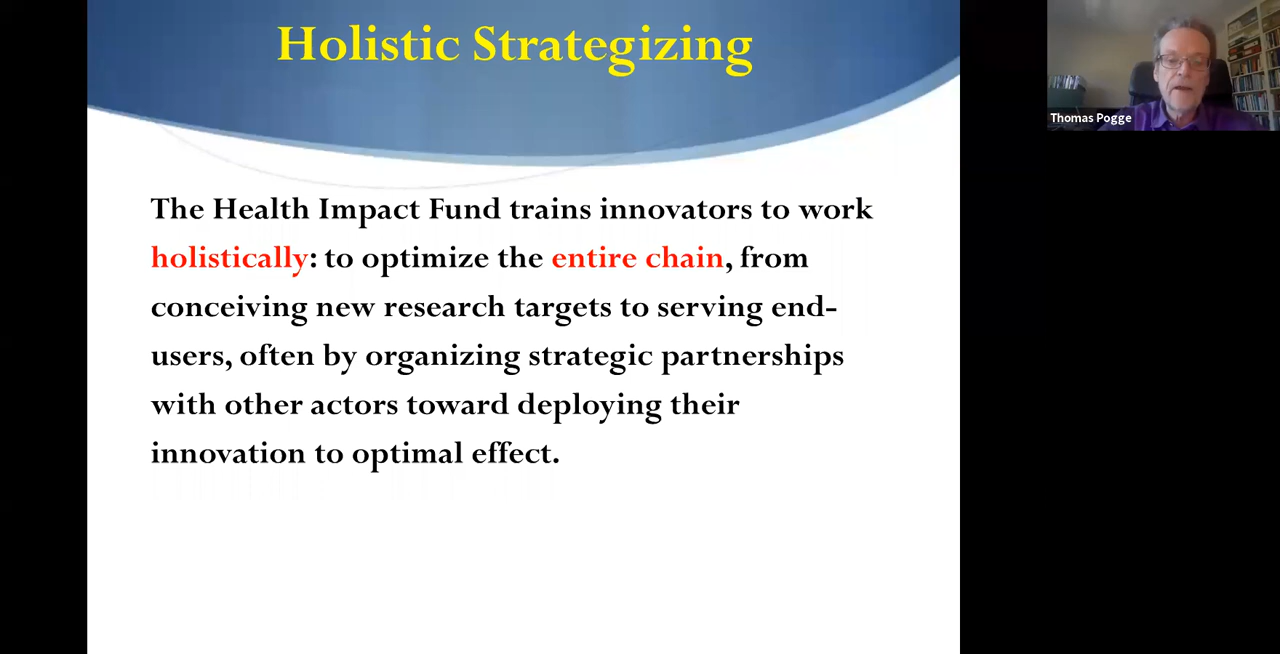 Holistic Strategizing
Thomas Pogge
The Health Impact Fund trains innovators to work
holistically: to optimize the entire chain, from
conceiving new research targets to serving end-
users, often by organizing strategic partnerships
with other actors toward deploying their
innovation to optimal effect.